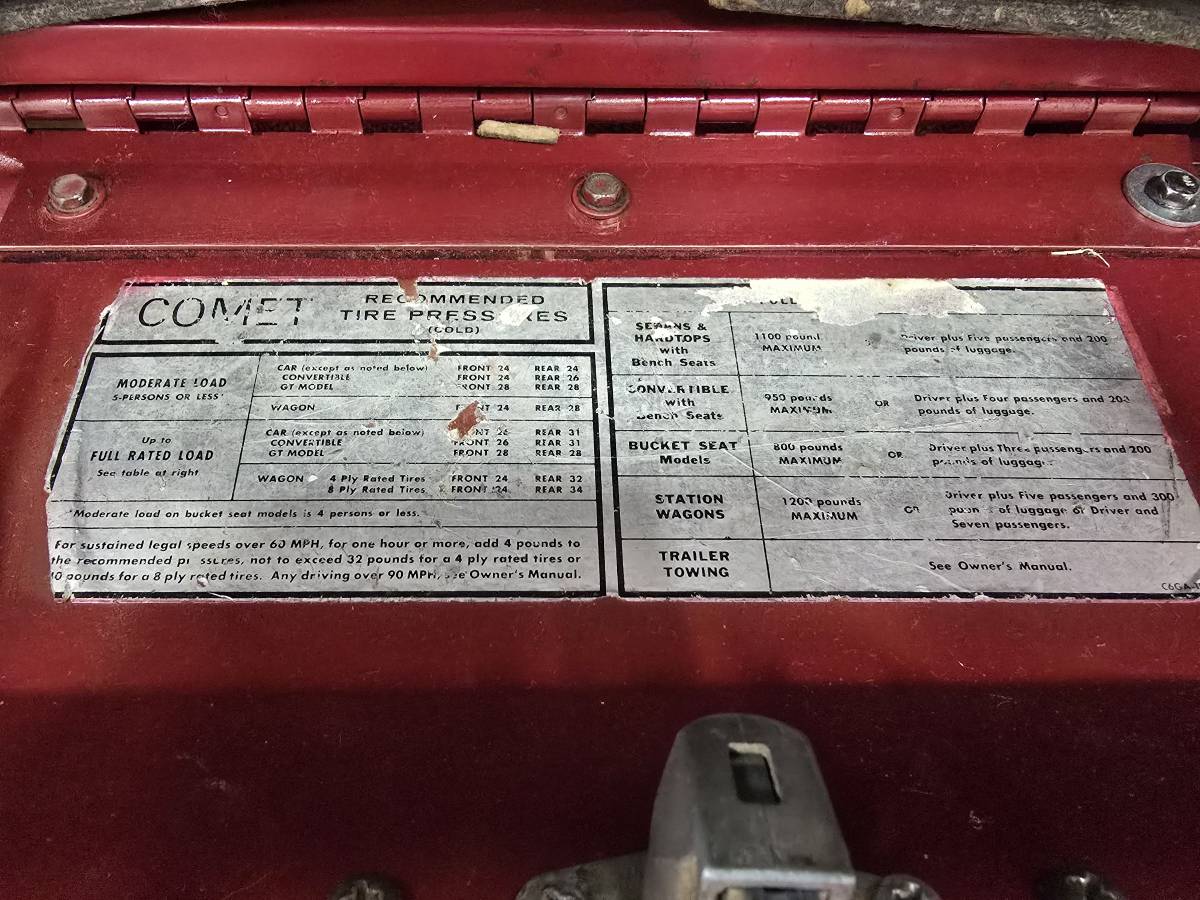 COMET
RECOMMENDED
TIRE PRESSURES
(COLD)
MODERATE LOAD
5-PERSONS OR LESS*
CAR (except as noted below) FRONT 24 REAR 24
CONVERTIBLE FRONT 24 REAR 26
GT MODEL FRONT 28 REAR 28
WAGON FRONT 24 REAR 28
Up to
FULL RATED LOAD
See table at right
CAR (except as noted below) FRONT 26 REAR 31
CONVERTIBLE FRONT 26 REAR 31
GT MODEL FRONT 28 REAR 28
WAGON 4 Ply Rated Tires FRONT 24 REAR 32
8 Ply Rated Tires FRONT 24 REAR 34
*Moderate load on bucket seat models is 4 persons or less.
For sustained legal speeds over 60 MPH, for one hour or more, add 4 pounds to
the recommended pressures, not to exceed 32 pounds for a 4 ply rated tires or
40 pounds for a 8 ply rated tires. Any driving over 90 MPH, see Owner's Manual.
FULL
SEDANS &
HARDTOPS
with
Bench Seats
1100 pounds
MAXIMUM
Driver plus Five passengers and 200
pounds of luggage.
CONVERTIBLE
with
Bench Seats
950 pounds
MAXIMUM
OR
Driver plus Four passengers and 200
pounds of luggage.
BUCKET SEAT
Models
800 pounds
MAXIMUM
OR
Driver plus Three passengers and 200
pounds of luggage.
STATION
WAGONS
1200 pounds
MAXIMUM
OR
Driver plus Five passengers and 300
pounds of luggage or Driver and
Seven passengers.
TRAILER
TOWING
See Owner's Manual.
C6GA-